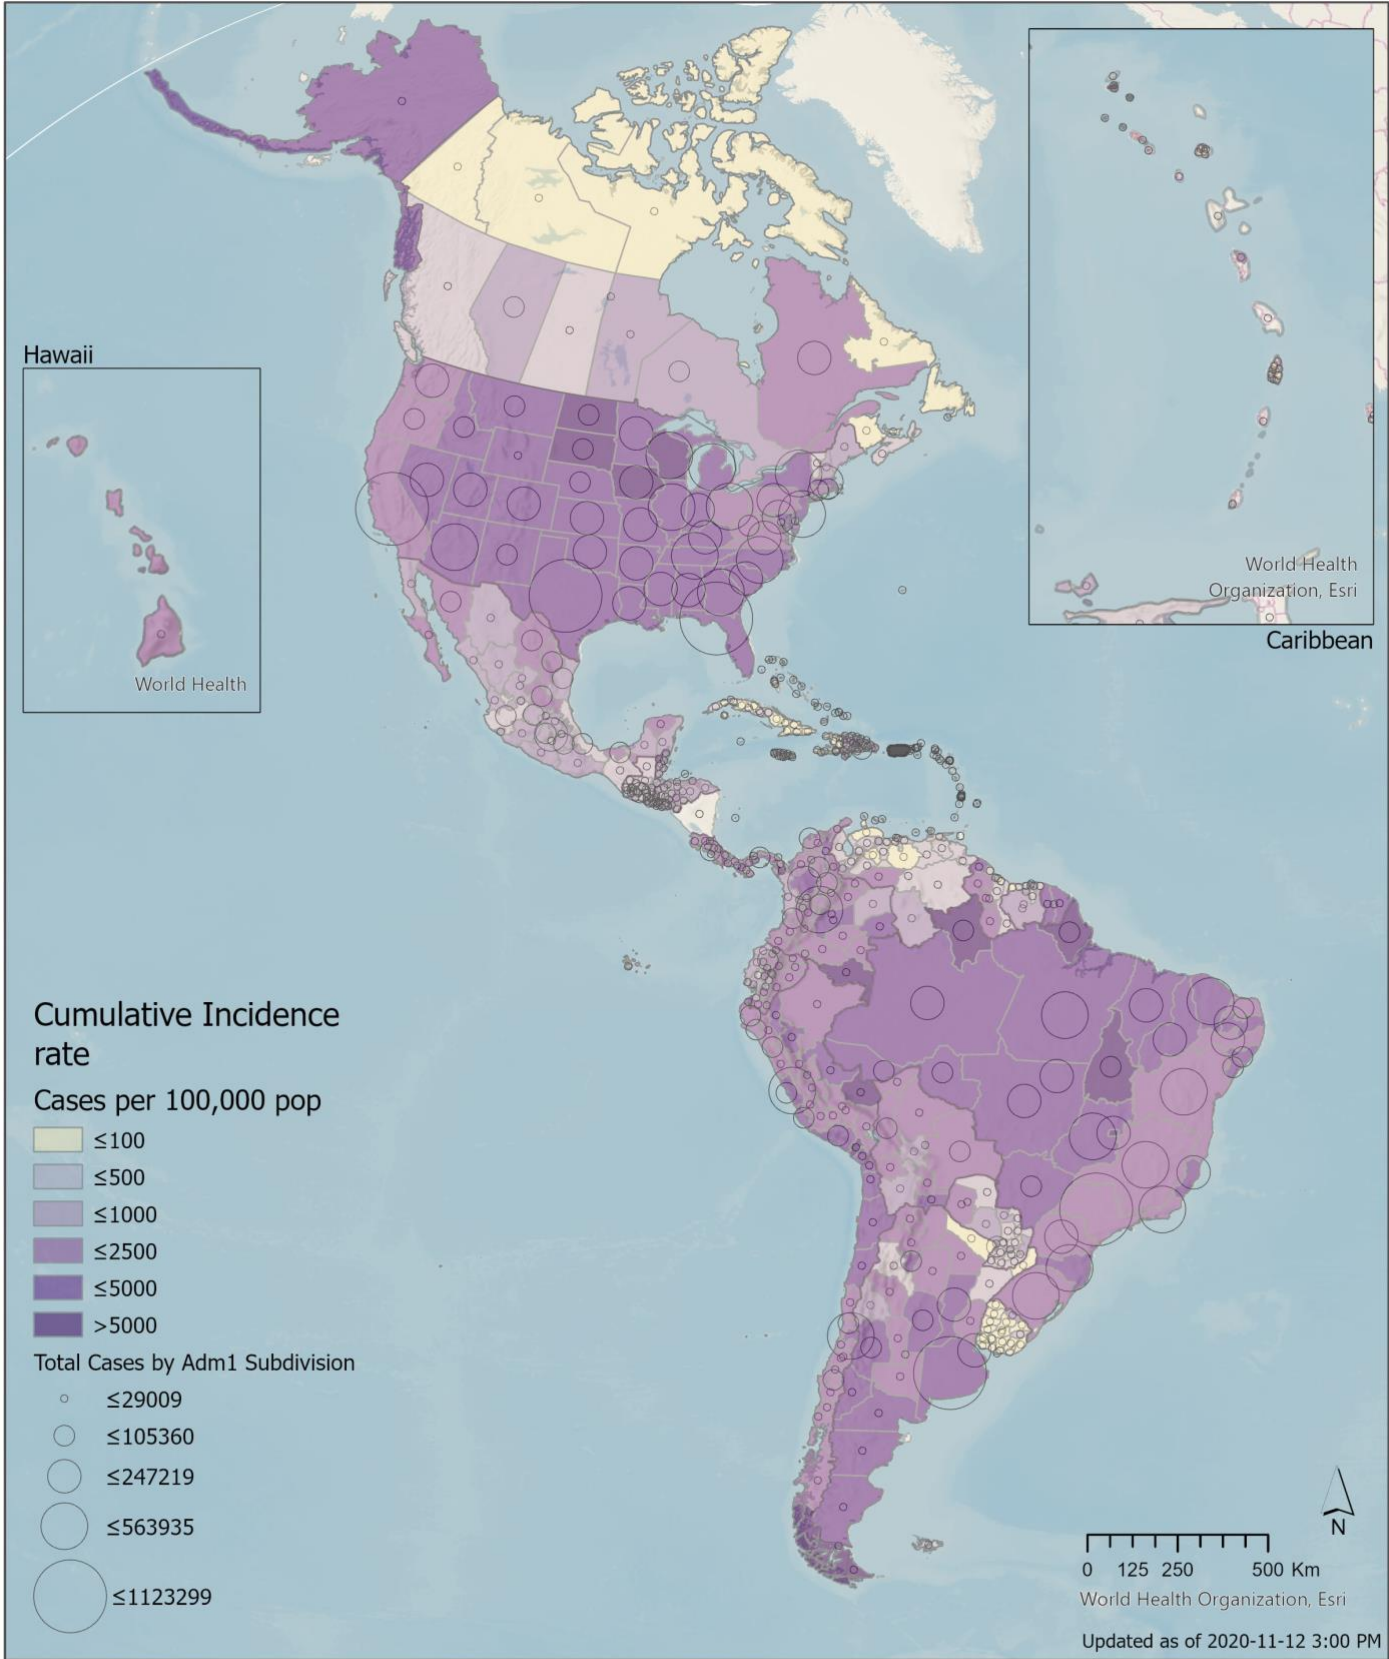 Hawaii
World Health
World Health
Organization, Esri
Caribbean
Cumulative Incidence
rate
Cases per 100,000 pop
≤100
≤500
≤1000
≤2500
≤5000
>5000
Total Cases by Adm1 Subdivision
≤29009
≤105360
≤247219
≤563935
≤1123299
N
0 125 250 500 Km
World Health Organization, Esri
Updated as of 2020-11-12 3:00 PM